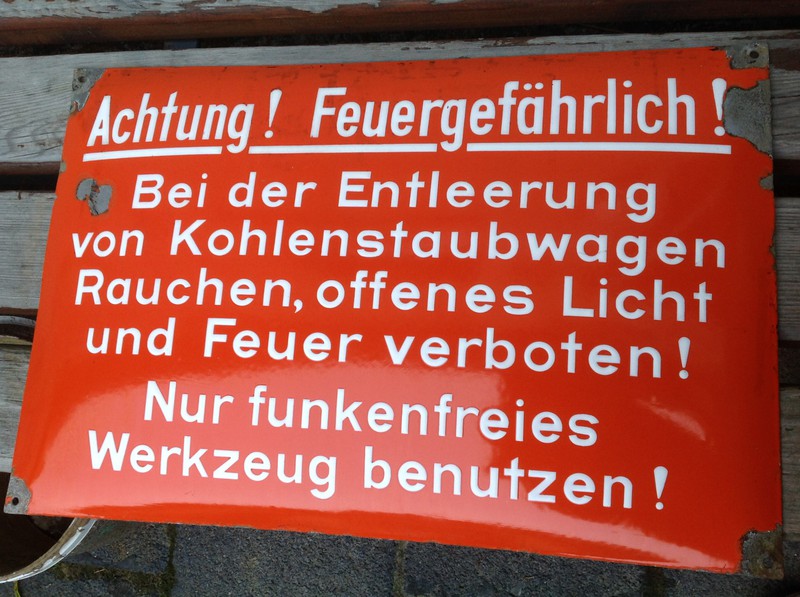 Achtung! Feuergefährlich!
Bei der Entleerung
von Kohlenstaubwagen
Rauchen, offenes Licht
und Feuer verboten!
Nur funkenfreies
Werkzeug benutzen!